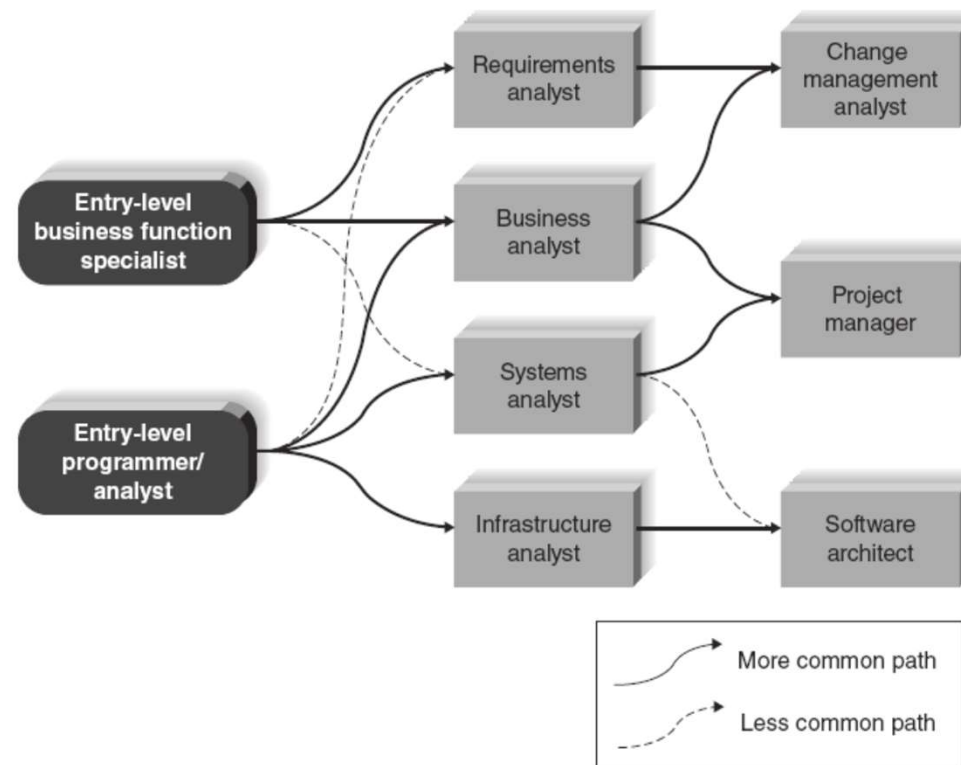 Requirements
analyst
Change
management
analyst
Entry-level
business function
specialist
Business
analyst
Project
manager
Systems
analyst
Entry-level
programmer/
analyst
Infrastructure
analyst
Software
architect
More common path
Less common path